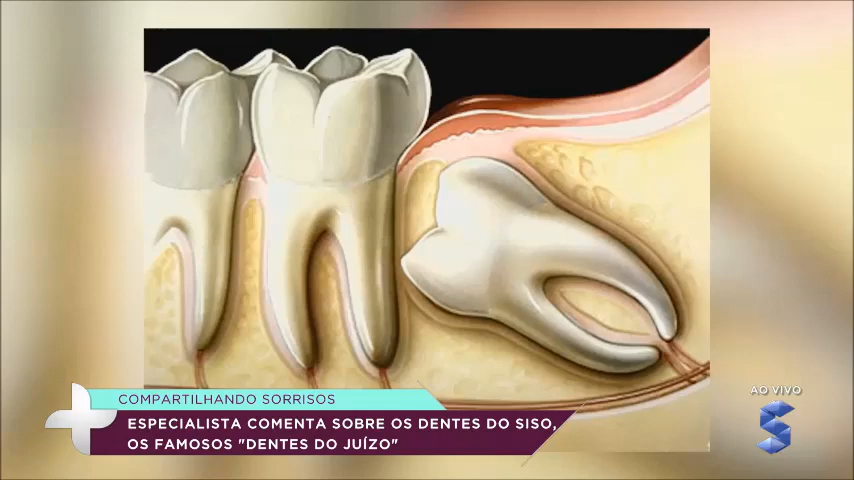 COMPARTILHANDO SORRISOS
ESPECIALISTA COMENTA SOBRE OS DENTES DO SISO,
OS FAMOSOS "DENTES DO JUÍZO"
AO VIVO